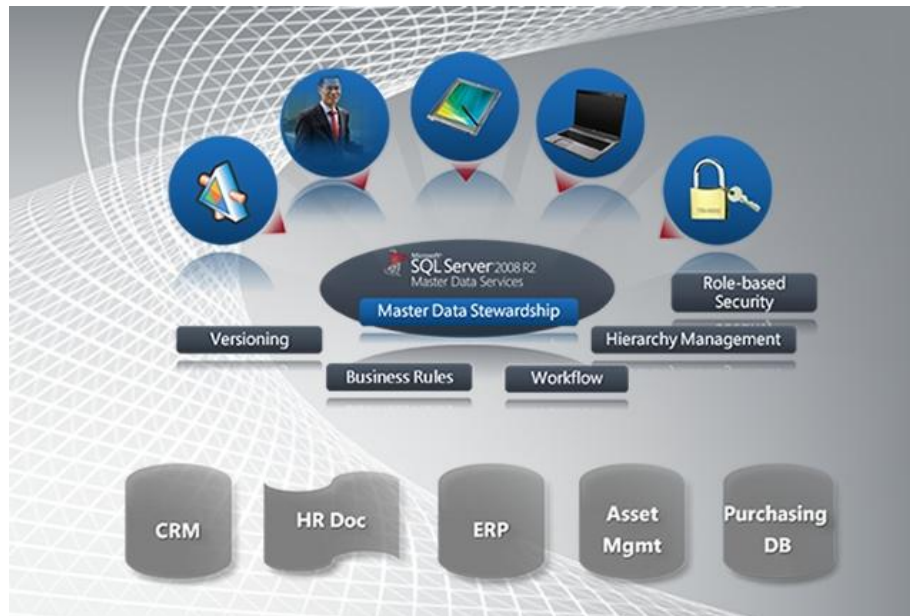 Microsoft
SQL Server 2008 R2
Master Data Services
Master Data Stewardship
Role-based
Security
Versioning
Hierarchy Management
Business Rules
Workflow
CRM
HR Doc
ERP
Asset
Mgmt
Purchasing
DB